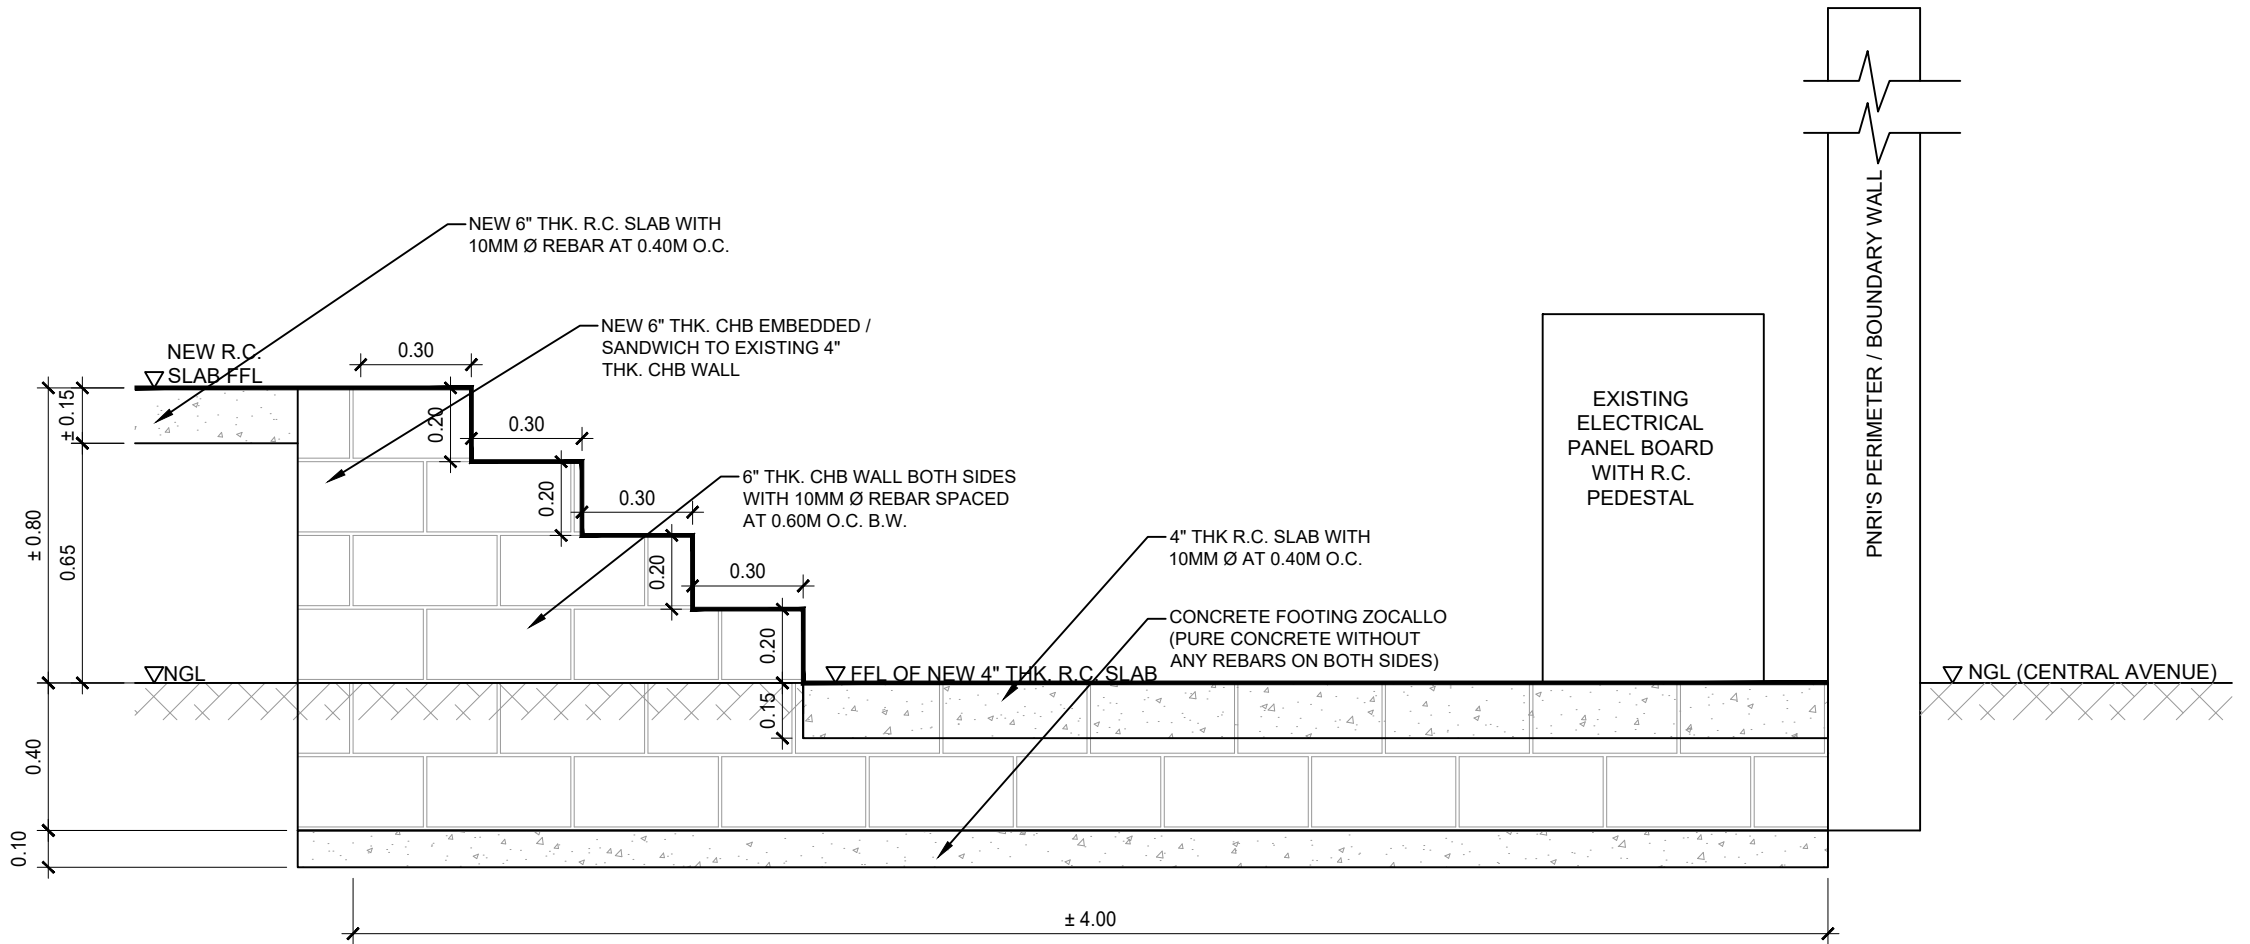 NEW 6" THK. R.C. SLAB WITH
10MM Ø REBAR AT 0.40M O.C.
NEW 6" THK. CHB EMBEDDED /
SANDWICH TO EXISTING 4"
THK. CHB WALL
NEW R.C.
SLAB FFL
0.30
± 0.15
0.20
0.30
6" THK. CHB WALL BOTH SIDES
WITH 10MM Ø REBAR SPACED
AT 0.60M O.C. B.W.
0.20
0.30
± 0.80
0.65
0.20
0.30
4" THK R.C. SLAB WITH
10MM Ø AT 0.40M O.C.
CONCRETE FOOTING ZOCALLO
(PURE CONCRETE WITHOUT
ANY REBARS ON BOTH SIDES)
0.20
NGL
FFL OF NEW 4" THK. R.C. SLAB
0.15
EXISTING
ELECTRICAL
PANEL BOARD
WITH R.C.
PEDESTAL
PNRI'S PERIMETER / BOUNDARY WALL
NGL (CENTRAL AVENUE)
0.40
0.10
± 4.00